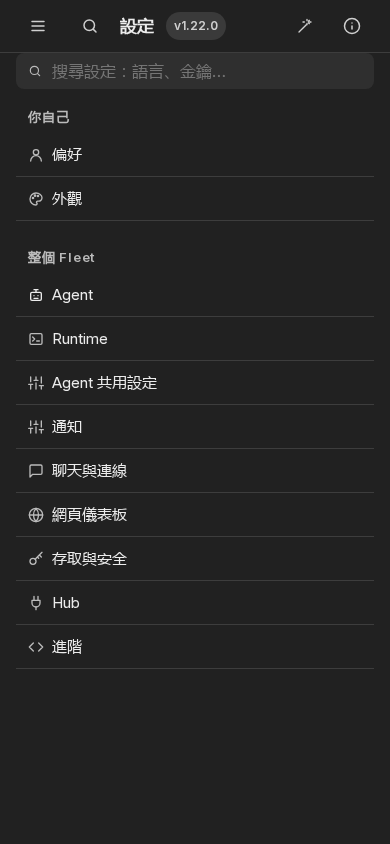 設定 v1.22.0
搜尋設定：語言、金鑰...
你自己
偏好
外觀
整個 Fleet
Agent
Runtime
Agent 共用設定
通知
聊天與連線
網頁儀表板
存取與安全
Hub
進階